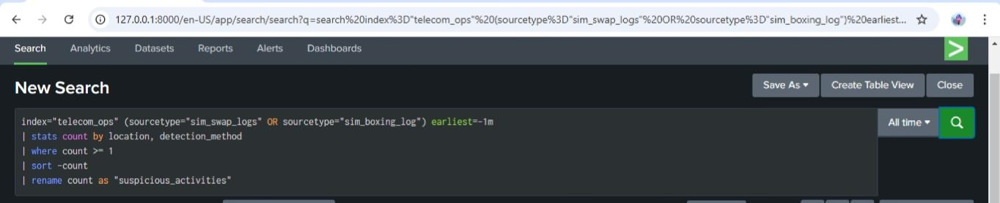 127.0.0.1:8000/en-US/app/search/search?q=search%20index%3D"telecom_ops"%20(sourcetype%3D"sim_swap_logs"%20OR%20sourcetype%3D"sim_boxing_log")%20earliest...
Search Analytics Datasets Reports Alerts Dashboards
New Search
Save As ▾ Create Table View Close
index="telecom_ops" (sourcetype="sim_swap_logs" OR sourcetype="sim_boxing_log") earliest=-1m
All time ▾
| stats count by location, detection_method
| where count >= 1
| sort -count
| rename count as "suspicious_activities"